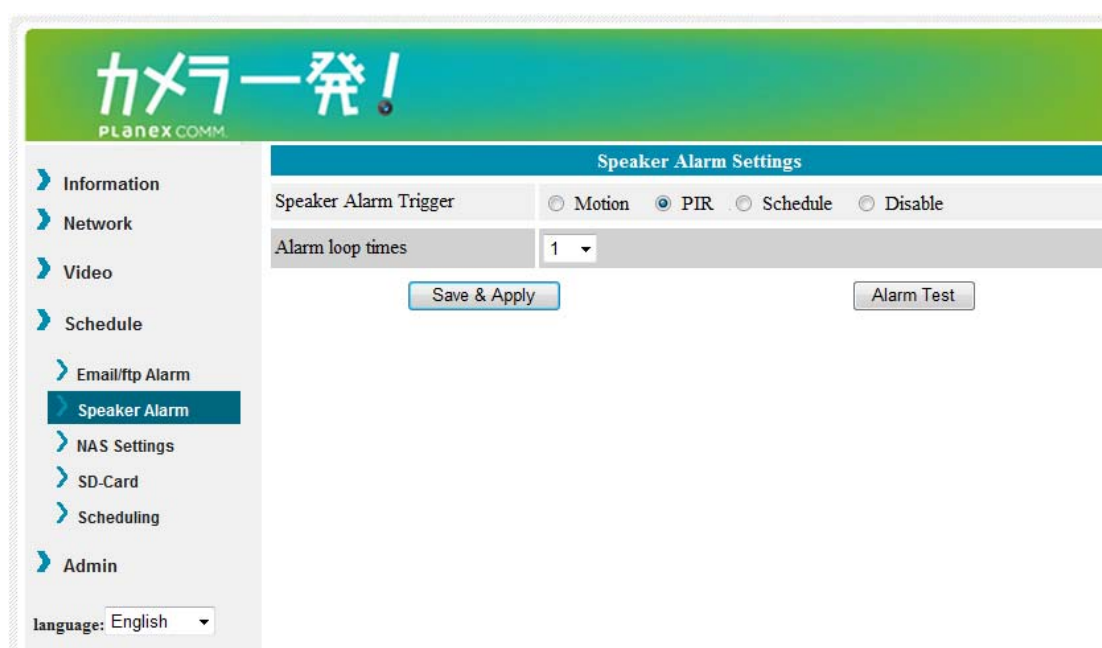 カメラ一発!
PLanex COMM.
Information
Network
Video
Schedule
Email/ftp Alarm
Speaker Alarm
NAS Settings
SD-Card
Scheduling
Admin
language: English
Speaker Alarm Settings
Speaker Alarm Trigger Motion PIR Schedule Disable
Alarm loop times 1
Save & Apply Alarm Test